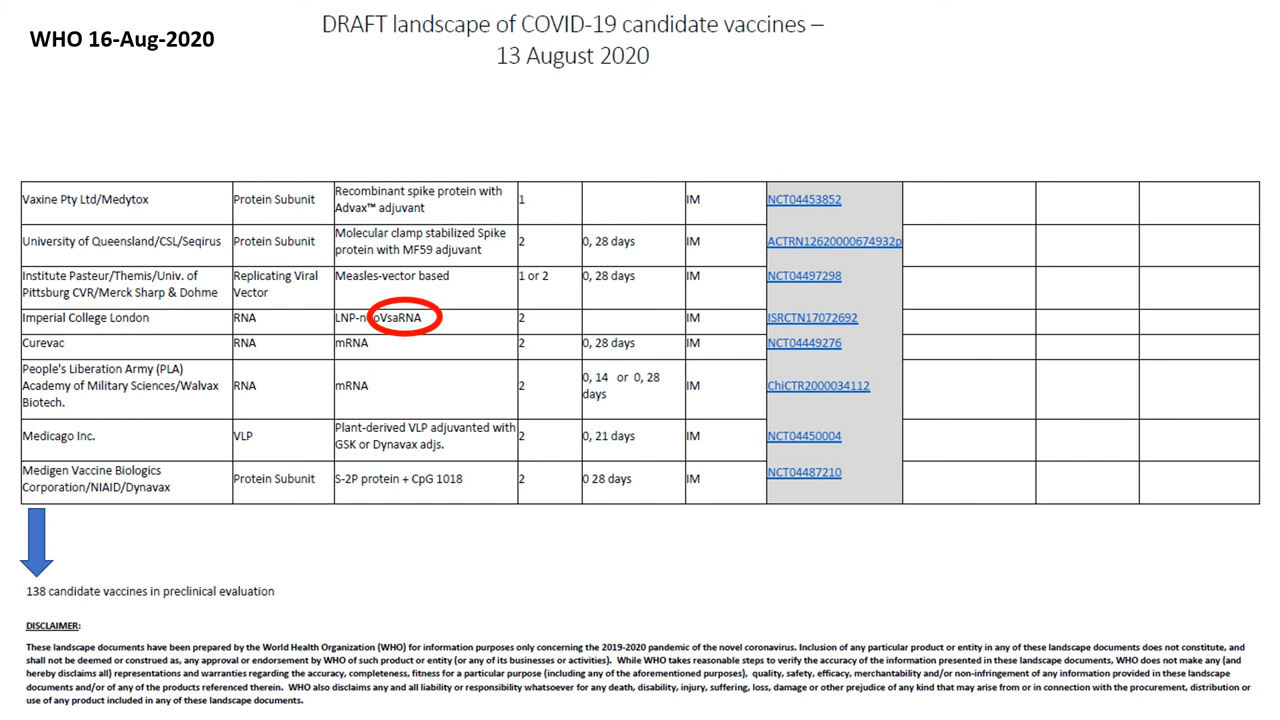 WHO 16-Aug-2020
DRAFT landscape of COVID-19 candidate vaccines –
13 August 2020
Vaxine Pty Ltd/Medytox
Protein Subunit
Recombinant spike protein with
Advax™ adjuvant
1
IM
NCT04453852
University of Queensland/CSL/Seqirus
Protein Subunit
Molecular clamp stabilized Spike
protein with MF59 adjuvant
2
0, 28 days
IM
ACTRN12620000674932p
Institute Pasteur/Themis/Univ. of
Pittsburg CVR/Merck Sharp & Dohme
Replicating Viral
Vector
Measles-vector based
1 or 2
0, 28 days
IM
NCT04497298
Imperial College London
RNA
LNP-nCoVsaRNA
2
IM
ISRCTN17072692
Curevac
RNA
mRNA
2
0, 28 days
IM
NCT04449276
People's Liberation Army (PLA)
Academy of Military Sciences/Walvax
Biotech.
RNA
mRNA
2
0, 14 or 0, 28
days
IM
ChiCTR2000034112
Medicago Inc.
VLP
Plant-derived VLP adjuvanted with
GSK or Dynavax adjs.
2
0, 21 days
IM
NCT04450004
Medigen Vaccine Biologics
Corporation/NIAID/Dynavax
Protein Subunit
S-2P protein + CpG 1018
2
0 28 days
IM
NCT04487210
138 candidate vaccines in preclinical evaluation
DISCLAIMER:
These landscape documents have been prepared by the World Health Organization (WHO) for information purposes only concerning the 2019-2020 pandemic of the novel coronavirus. Inclusion of any particular product or entity in any of these landscape documents does not constitute, and
shall not be deemed or construed as, any approval or endorsement by WHO of such product or entity (or any of its businesses or activities). While WHO takes reasonable steps to verify the accuracy of the information presented in these landscape documents, WHO does not make any (and
hereby disclaims all) representations and warranties regarding the accuracy, completeness, fitness for a particular purpose (including any of the aforementioned purposes), quality, safety, efficacy, merchantability and/or non-infringement of any information provided in these landscape
documents and/or of any of the products referenced therein. WHO also disclaims any and all liability or responsibility whatsoever for any death, disability, injury, suffering, loss, damage or other prejudice of any kind that may arise from or in connection with the procurement, distribution or
use of any product included in any of these landscape documents.